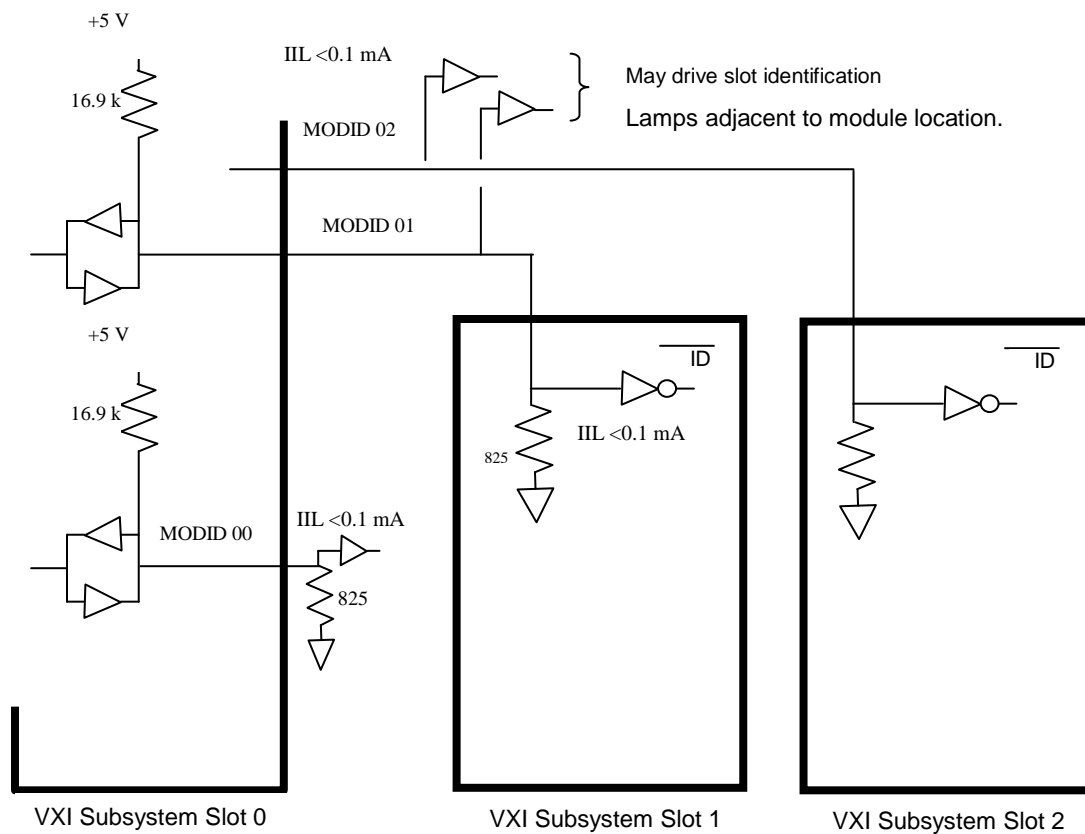 +5 V
IIL <0.1 mA
May drive slot identification
16.9 k
Lamps adjacent to module location.
MODID 02
MODID 01
+5 V
ID
ID
16.9 k
IIL <0.1 mA
825
IIL <0.1 mA
MODID 00
825
VXI Subsystem Slot 0
VXI Subsystem Slot 1
VXI Subsystem Slot 2